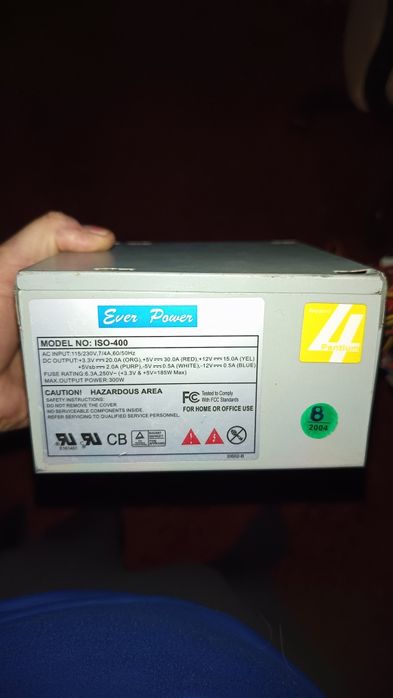 Ever Power
MODEL NO: ISO-400
AC INPUT:115/230V,7/4A,60/50Hz
DC OUTPUT:+3.3V⎓20.0A (ORG),+5V⎓30.0A (RED),+12V⎓15.0A (YEL)
+5Vsb⎓2.0A (PURP),-5V⎓0.5A (WHITE),-12V⎓0.5A (BLUE)
FUSE RATING:6.3A,250V~ (+3.3V & +5V=185W Max)
MAX.OUTPUT POWER:300W
CAUTION! HAZARDOUS AREA
SAFETY INSTRUCTIONS:
DO NOT REMOVE THE COVER
NO SERVICEABLE COMPONENTS INSIDE.
REFER SERVICING TO QUALIFIED SERVICE PERSONNEL.
FC Tested to Comply
With FCC Standards
FOR HOME OR OFFICE USE
CB
4
Pentium
8
2004